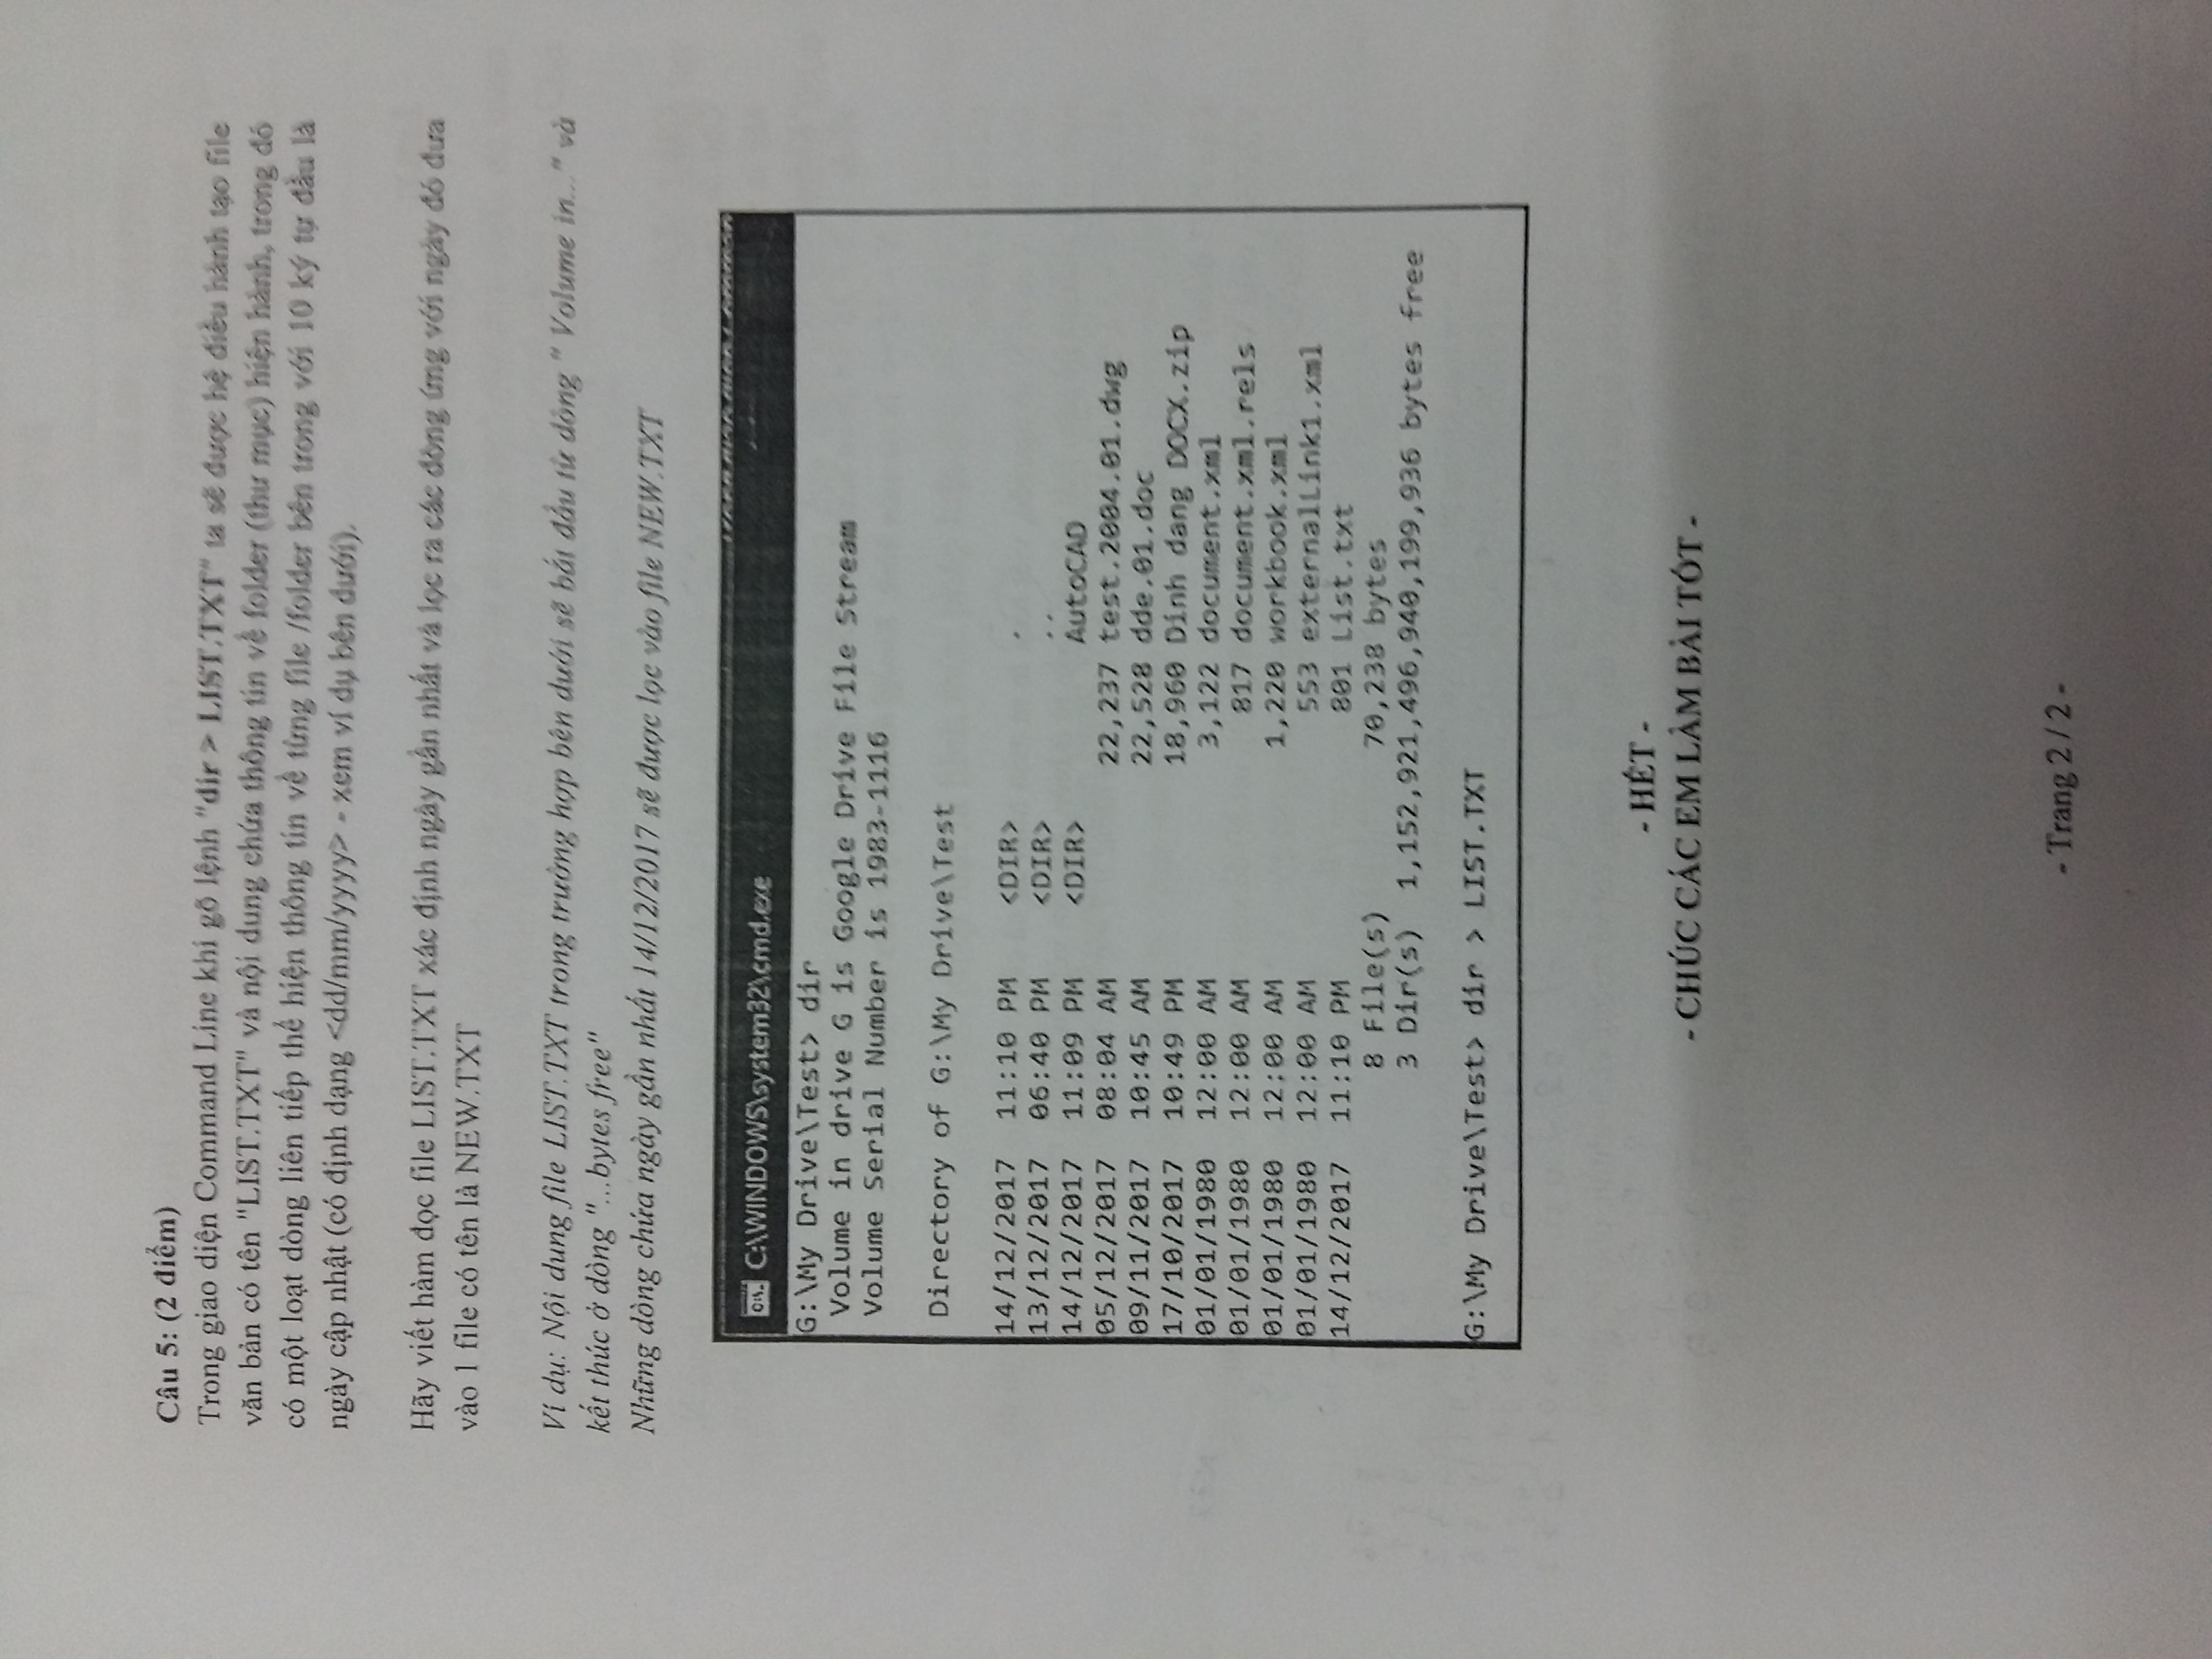 Câu 5: (2 điểm)
Trong giao diện Command Line khi gõ lệnh "dir > LIST.TXT" ta sẽ được hệ điều hành tạo file
văn bản có tên "LIST.TXT" và nội dung chứa thông tin về folder (thư mục) hiện hành, trong đó
có một loạt dòng liên tiếp thể hiện thông tin về từng file /folder bên trong với 10 ký tự đầu là
ngày cập nhật (có định dạng <dd/mm/yyyy> - xem ví dụ bên dưới).
Hãy viết hàm đọc file LIST.TXT xác định ngày gần nhất và lọc ra các dòng ứng với ngày đó đưa
vào 1 file có tên là NEW.TXT
Ví dụ: Nội dung file LIST.TXT trong trường hợp bên dưới sẽ bắt đầu từ dòng " Volume in..." và
kết thúc ở dòng "...bytes free"
Những dòng chứa ngày gần nhất 14/12/2017 sẽ được lọc vào file NEW.TXT
C:\WINDOWS\system32\cmd.exe
G:\My Drive\Test> dir
Volume in drive G is Google Drive File Stream
Volume Serial Number is 1983-1116
Directory of G:\My Drive\Test
14/12/2017 11:10 PM <DIR> .
13/12/2017 06:40 PM <DIR> ..
14/12/2017 11:09 PM <DIR> AutoCAD
05/12/2017 08:04 AM 22,237 test.2004.01.dwg
09/11/2017 10:45 AM 22,528 dde.01.doc
17/10/2017 10:49 PM 18,960 Dinh dang DOCX.zip
01/01/1980 12:00 AM 3,122 document.xml
01/01/1980 12:00 AM 817 document.xml.rels
01/01/1980 12:00 AM 1,220 workbook.xml
01/01/1980 12:00 AM 553 externalLink1.xml
14/12/2017 11:10 PM 801 List.txt
8 File(s) 70,238 bytes
3 Dir(s) 1,152,921,496,940,199,936 bytes free
G:\My Drive\Test> dir > LIST.TXT
- HẾT -
- CHÚC CÁC EM LÀM BÀI TỐT -
- Trang 2 / 2 -